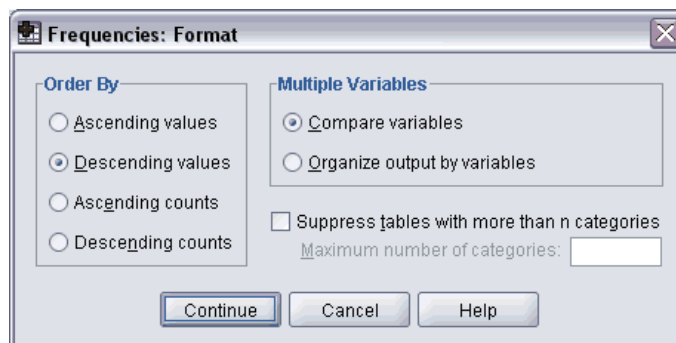 Frequencies: Format
Order By
Ascending values
Descending values
Ascending counts
Descending counts
Multiple Variables
Compare variables
Organize output by variables
Suppress tables with more than n categories
Maximum number of categories:
Continue
Cancel
Help